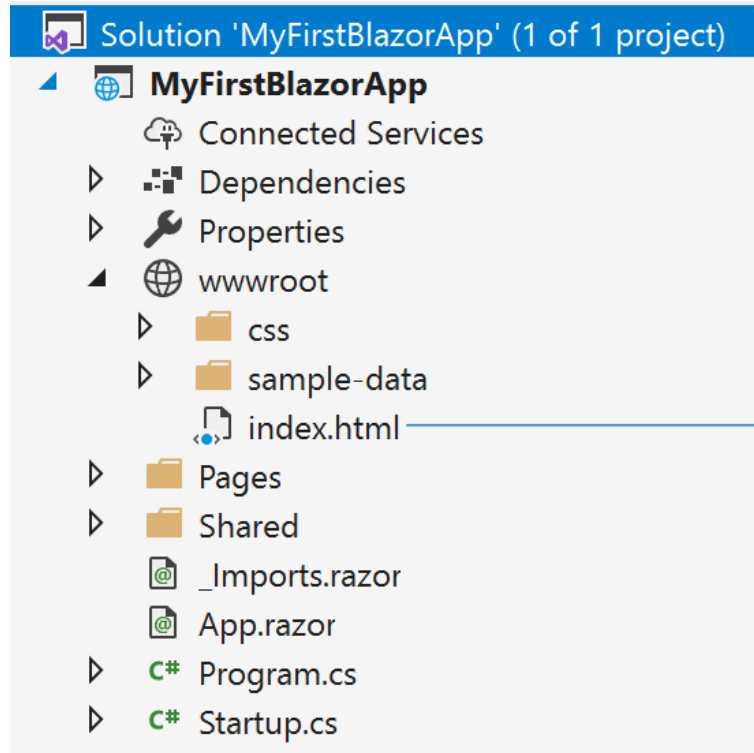 Solution 'MyFirstBlazorApp' (1 of 1 project)
MyFirstBlazorApp
Connected Services
Dependencies
Properties
wwwroot
css
sample-data
index.html
Pages
Shared
@ _Imports.razor
@ App.razor
C# Program.cs
C# Startup.cs